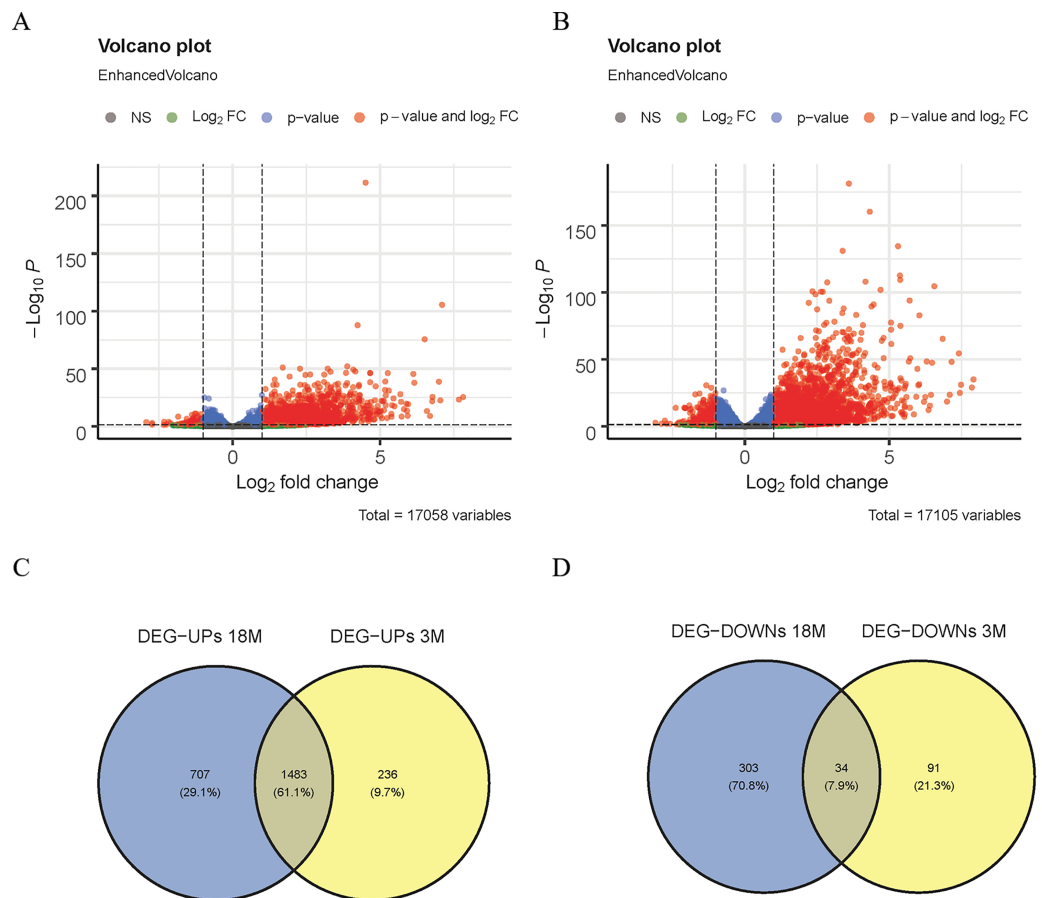 A
Volcano plot
EnhancedVolcano
NS Log2 FC p−value p − value and log2 FC
−Log10 P
200
150
100
50
0
0 5
Log2 fold change
Total = 17058 variables
B
Volcano plot
EnhancedVolcano
NS Log2 FC p−value p − value and log2 FC
−Log10 P
150
100
50
0
0 5
Log2 fold change
Total = 17105 variables
C
DEG−UPs 18M DEG−UPs 3M
707 1483 236
(29.1%) (61.1%) (9.7%)
D
DEG−DOWNs 18M DEG−DOWNs 3M
303 34 91
(70.8%) (7.9%) (21.3%)